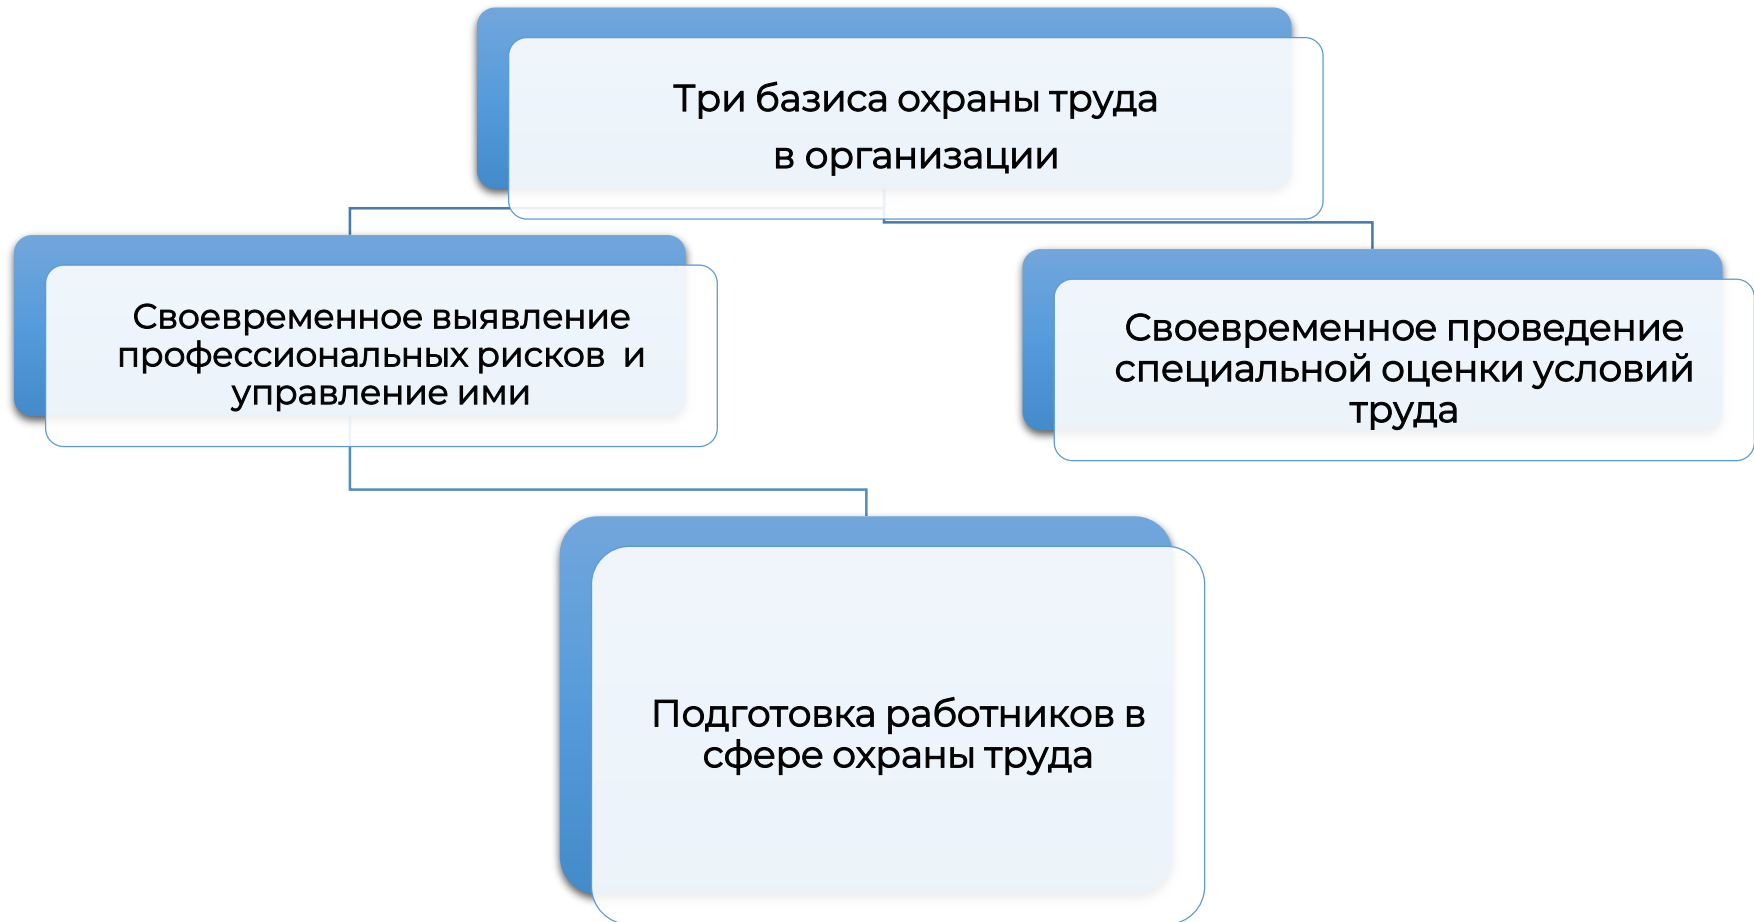 Три базиса охраны труда
в организации
Своевременное выявление
профессиональных рисков и
управление ими
Своевременное проведение
специальной оценки условий
труда
Подготовка работников в
сфере охраны труда